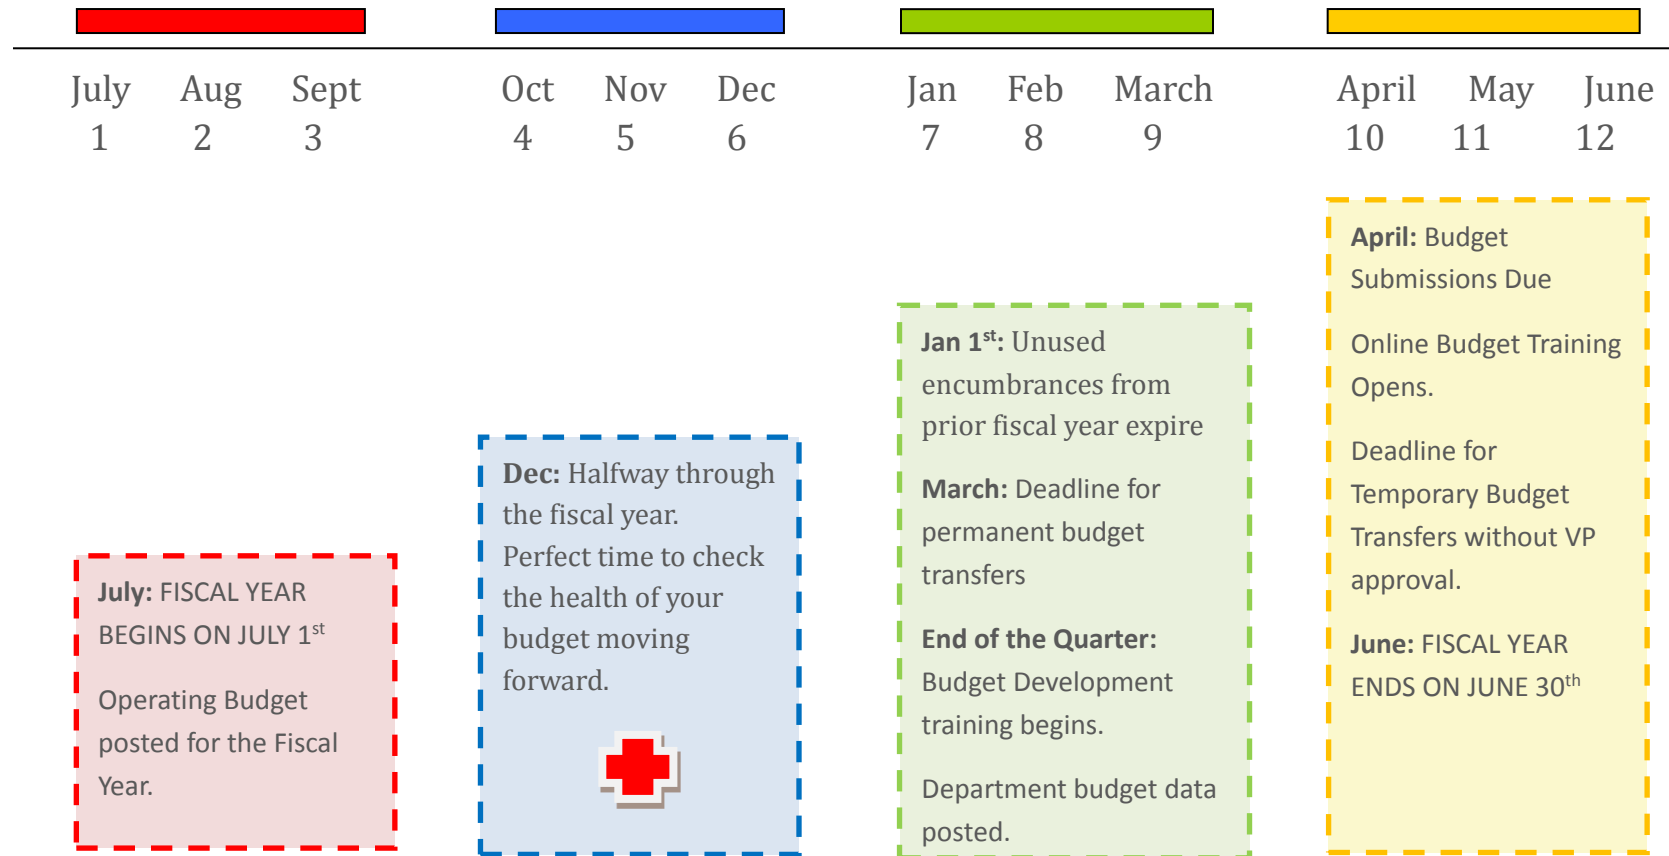 July Aug Sept Oct Nov Dec Jan Feb March April May June
1 2 3 4 5 6 7 8 9 10 11 12
July: FISCAL YEAR
BEGINS ON JULY 1st
Operating Budget
posted for the Fiscal
Year.
Dec: Halfway through
the fiscal year.
Perfect time to check
the health of your
budget moving
forward.
Jan 1st: Unused
encumbrances from
prior fiscal year expire
March: Deadline for
permanent budget
transfers
End of the Quarter:
Budget Development
training begins.
Department budget data
posted.
April: Budget
Submissions Due
Online Budget Training
Opens.
Deadline for
Temporary Budget
Transfers without VP
approval.
June: FISCAL YEAR
ENDS ON JUNE 30th